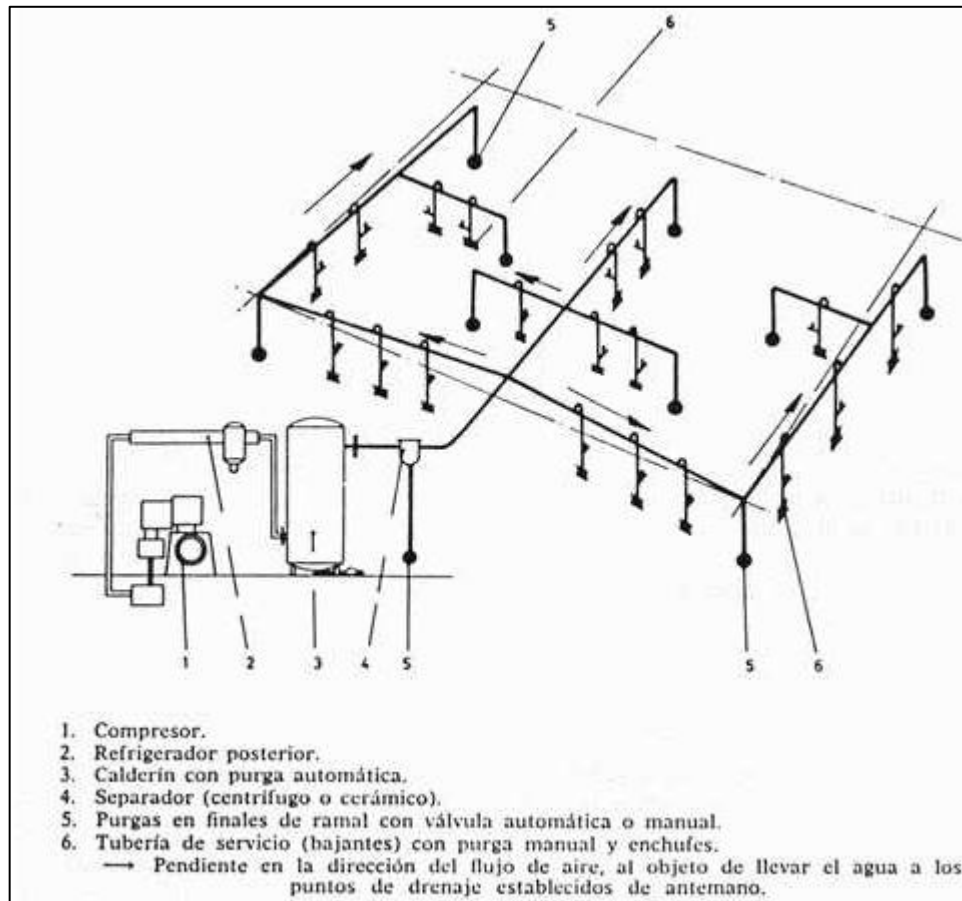 5
6
1
2
3
4
5
5
6
1. Compresor.
2. Refrigerador posterior.
3. Calderín con purga automática.
4. Separador (centrífugo o cerámico).
5. Purgas en finales de ramal con válvula automática o manual.
6. Tubería de servicio (bajantes) con purga manual y enchufes.
→ Pendiente en la dirección del flujo de aire, al objeto de llevar el agua a los
puntos de drenaje establecidos de antemano.